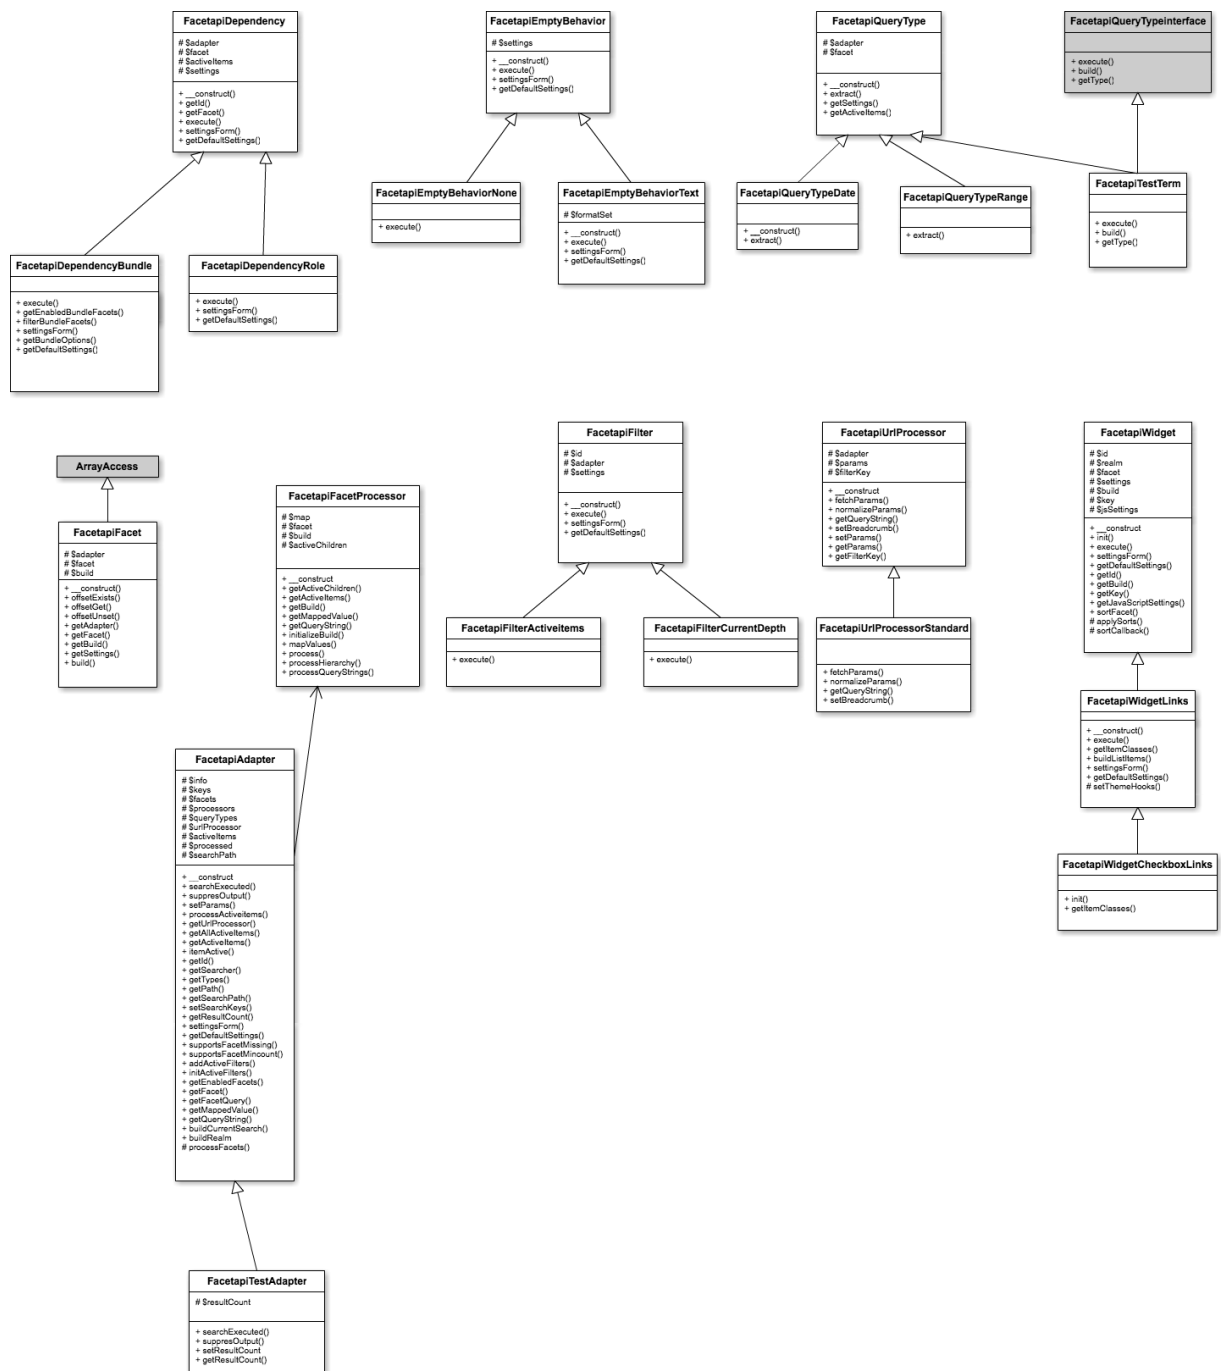 FacetapiDependency
# $adapter
# $facet
# $activeItems
# $settings
+ __construct()
+ getId()
+ getFacet()
+ execute()
+ settingsForm()
+ getDefaultSettings()
FacetapiEmptyBehavior
# $settings
+ __construct()
+ execute()
+ settingsForm()
+ getDefaultSettings()
FacetapiQueryType
# $adapter
# $facet
+ __construct()
+ extract()
+ getSettings()
+ getActiveItems()
FacetapiQueryTypeinterface
+ execute()
+ build()
+ getType()
FacetapiDependencyBundle
+ execute()
+ getEnabledBundleFacets()
+ filterBundleFacets()
+ settingsForm()
+ getBundleOptions()
+ getDefaultSettings()
FacetapiDependencyRole
+ execute()
+ settingsForm()
+ getDefaultSettings()
FacetapiEmptyBehaviorNone
+ execute()
FacetapiEmptyBehaviorText
# $formatSet
+ __construct()
+ execute()
+ settingsForm()
+ getDefaultSettings()
FacetapiQueryTypeDate
+ __construct()
+ extract()
FacetapiQueryTypeRange
+ extract()
FacetapiTestTerm
+ execute()
+ build()
+ getType()
ArrayAccess
FacetapiFacet
# $adapter
# $facet
# $build
+ __construct()
+ offsetExists()
+ offsetGet()
+ offsetUnset()
+ getAdapter()
+ getFacet()
+ getBuild()
+ getSettings()
+ build()
FacetapiFacetProcessor
# $map
# $facet
# $build
# $activeChildren
+ __construct
+ getActiveChildren()
+ getActiveItems()
+ getBuild()
+ getMappedValue()
+ getQueryString()
+ initializeBuild()
+ mapValues()
+ process()
+ processHierarchy()
+ processQueryStrings()
FacetapiFilter
# $id
# $adapter
# $settings
+ __construct()
+ execute()
+ settingsForm()
+ getDefaultSettings()
FacetapiFilterActiveitems
+ execute()
FacetapiFilterCurrentDepth
+ execute()
FacetapiUrlProcessor
# $adapter
# $params
# $filterKey
+ __construct
+ fetchParams()
+ normalizeParams()
+ getQueryString()
+ setBreadcrumb()
+ setParams()
+ getParams()
+ getFilterKey()
FacetapiUrlProcessorStandard
+ fetchParams()
+ normalizeParams()
+ getQueryString()
+ setBreadcrumb()
FacetapiWidget
# $id
# $realm
# $facet
# $settings
# $build
# $key
# $jsSettings
+ __construct
+ init()
+ execute()
+ settingsForm()
+ getDefaultSettings()
+ getId()
+ getBuild()
+ getKey()
+ getJavaScriptSettings()
+ sortFacet()
# applySorts()
# sortCallback()
FacetapiWidgetLinks
+ __construct()
+ execute()
+ getItemClasses()
+ buildListItems()
+ settingsForm()
+ getDefaultSettings()
# setThemeHooks()
FacetapiWidgetCheckboxLinks
+ init()
+ getItemClasses()
FacetapiAdapter
# $info
# $keys
# $facets
# $processors
# $queryTypes
# $urlProcessor
# $activeItems
# $processed
# $searchPath
+ __construct
+ searchExecuted()
+ suppresOutput()
+ setParams()
+ processActiveitems()
+ getUrlProcessor()
+ getAllActiveItems()
+ getActiveItems()
+ itemActive()
+ getId()
+ getSearcher()
+ getTypes()
+ getPath()
+ getSearchPath()
+ setSearchKeys()
+ getResultCount()
+ settingsForm()
+ getDefaultSettings()
+ supportsFacetMissing()
+ supportsFacetMincount()
+ addActiveFilters()
+ initActiveFilters()
+ getEnabledFacets()
+ getFacet()
+ getFacetQuery()
+ getMappedValue()
+ getQueryString()
+ buildCurrentSearch()
+ buildRealm
# processFacets()
FacetapiTestAdapter
# $resultCount
+ searchExecuted()
+ suppresOutput()
+ setResultCount
+ getResultCount()